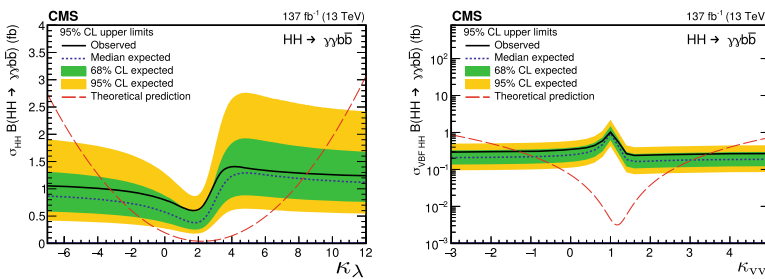 CMS 137 fb⁻¹ (13 TeV)
σ_HH B(HH → γγbb̅) (fb)
4
3.5
3
2.5
2
1.5
1
0.5
0
95% CL upper limits
HH → γγbb̅
Observed
Median expected
68% CL expected
95% CL expected
Theoretical prediction
−6 −4 −2 0 2 4 6 8 10 12
κ_λ
CMS 137 fb⁻¹ (13 TeV)
σ_VBF HH B(HH → γγbb̅) (fb)
10²
10
1
10⁻¹
10⁻²
10⁻³
95% CL upper limits
HH → γγbb̅
Observed
Median expected
68% CL expected
95% CL expected
Theoretical prediction
−3 −2 −1 0 1 2 3 4
κ_VV